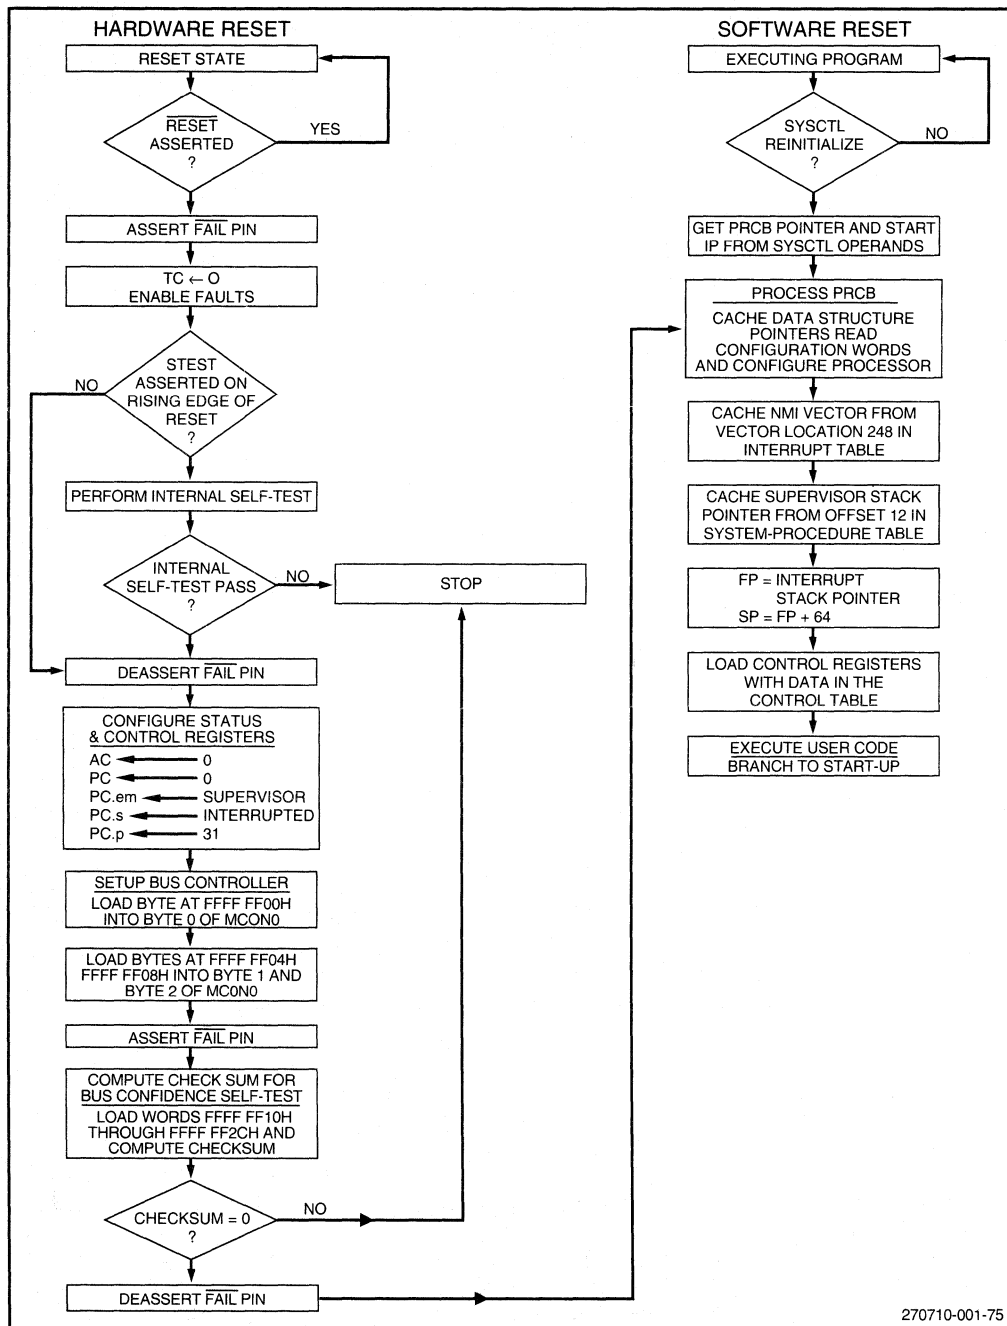 HARDWARE RESET
RESET STATE
RESET
ASSERTED
?
YES
ASSERT FAIL PIN
TC ← O
ENABLE FAULTS
STEST
ASSERTED ON
RISING EDGE OF
RESET
?
NO
PERFORM INTERNAL SELF-TEST
INTERNAL
SELF-TEST PASS
?
NO
STOP
DEASSERT FAIL PIN
CONFIGURE STATUS
& CONTROL REGISTERS
AC ← 0
PC ← 0
PC.em ← SUPERVISOR
PC.s ← INTERRUPTED
PC.p ← 31
SETUP BUS CONTROLLER
LOAD BYTE AT FFFF FF00H
INTO BYTE 0 OF MCON0
LOAD BYTES AT FFFF FF04H
FFFF FF08H INTO BYTE 1 AND
BYTE 2 OF MC0N0
ASSERT FAIL PIN
COMPUTE CHECK SUM FOR
BUS CONFIDENCE SELF-TEST
LOAD WORDS FFFF FF10H
THROUGH FFFF FF2CH AND
COMPUTE CHECKSUM
CHECKSUM = 0
?
NO
DEASSERT FAIL PIN
SOFTWARE RESET
EXECUTING PROGRAM
SYSCTL
REINITIALIZE
?
NO
GET PRCB POINTER AND START
IP FROM SYSCTL OPERANDS
PROCESS PRCB
CACHE DATA STRUCTURE
POINTERS READ
CONFIGURATION WORDS
AND CONFIGURE PROCESSOR
CACHE NMI VECTOR FROM
VECTOR LOCATION 248 IN
INTERRUPT TABLE
CACHE SUPERVISOR STACK
POINTER FROM OFFSET 12 IN
SYSTEM-PROCEDURE TABLE
FP = INTERRUPT
STACK POINTER
SP = FP + 64
LOAD CONTROL REGISTERS
WITH DATA IN THE
CONTROL TABLE
EXECUTE USER CODE
BRANCH TO START-UP
270710-001-75